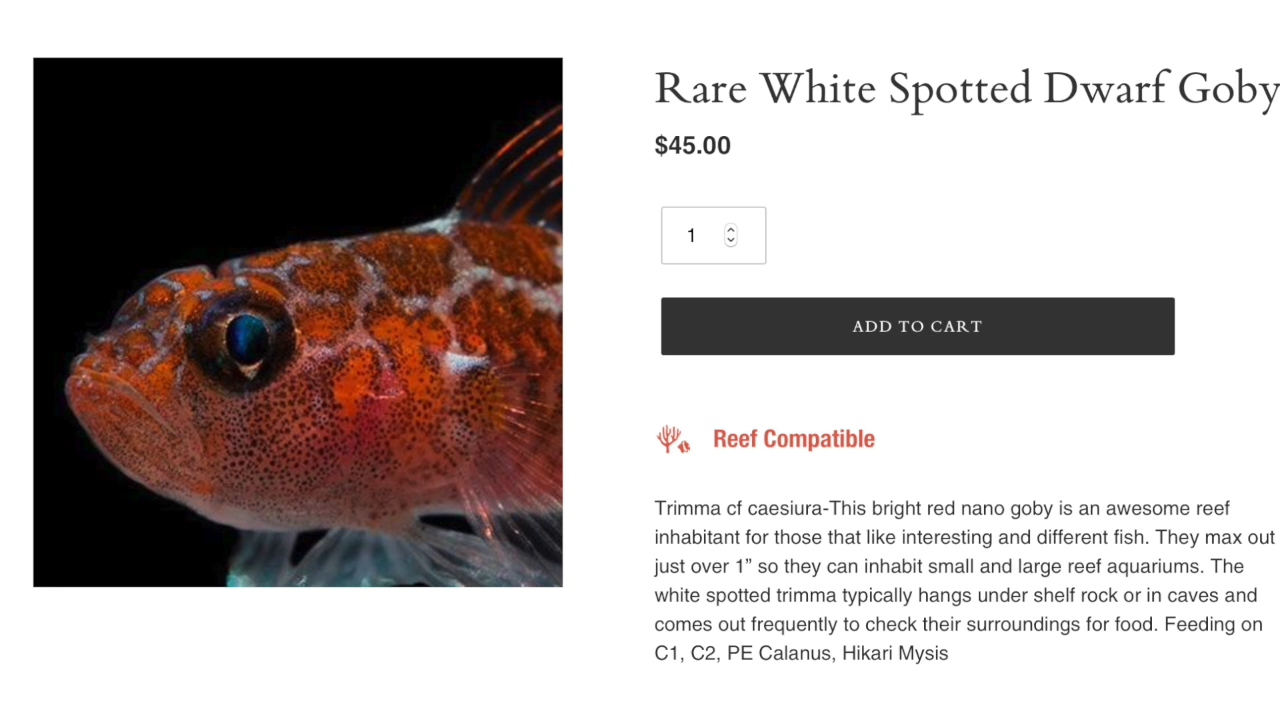 Rare White Spotted Dwarf Goby
$45.00
1
ADD TO CART
Reef Compatible
Trimma cf caesiura-This bright red nano goby is an awesome reef
inhabitant for those that like interesting and different fish. They max out
just over 1” so they can inhabit small and large reef aquariums. The
white spotted trimma typically hangs under shelf rock or in caves and
comes out frequently to check their surroundings for food. Feeding on
C1, C2, PE Calanus, Hikari Mysis